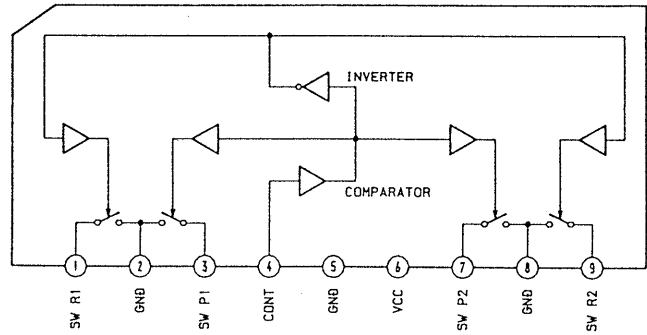 INVERTER
COMPARATOR
1 2 3 4 5 6 7 8 9
SW R1
GND
SW P1
CONT
GND
VCC
SW P2
GND
SW R2